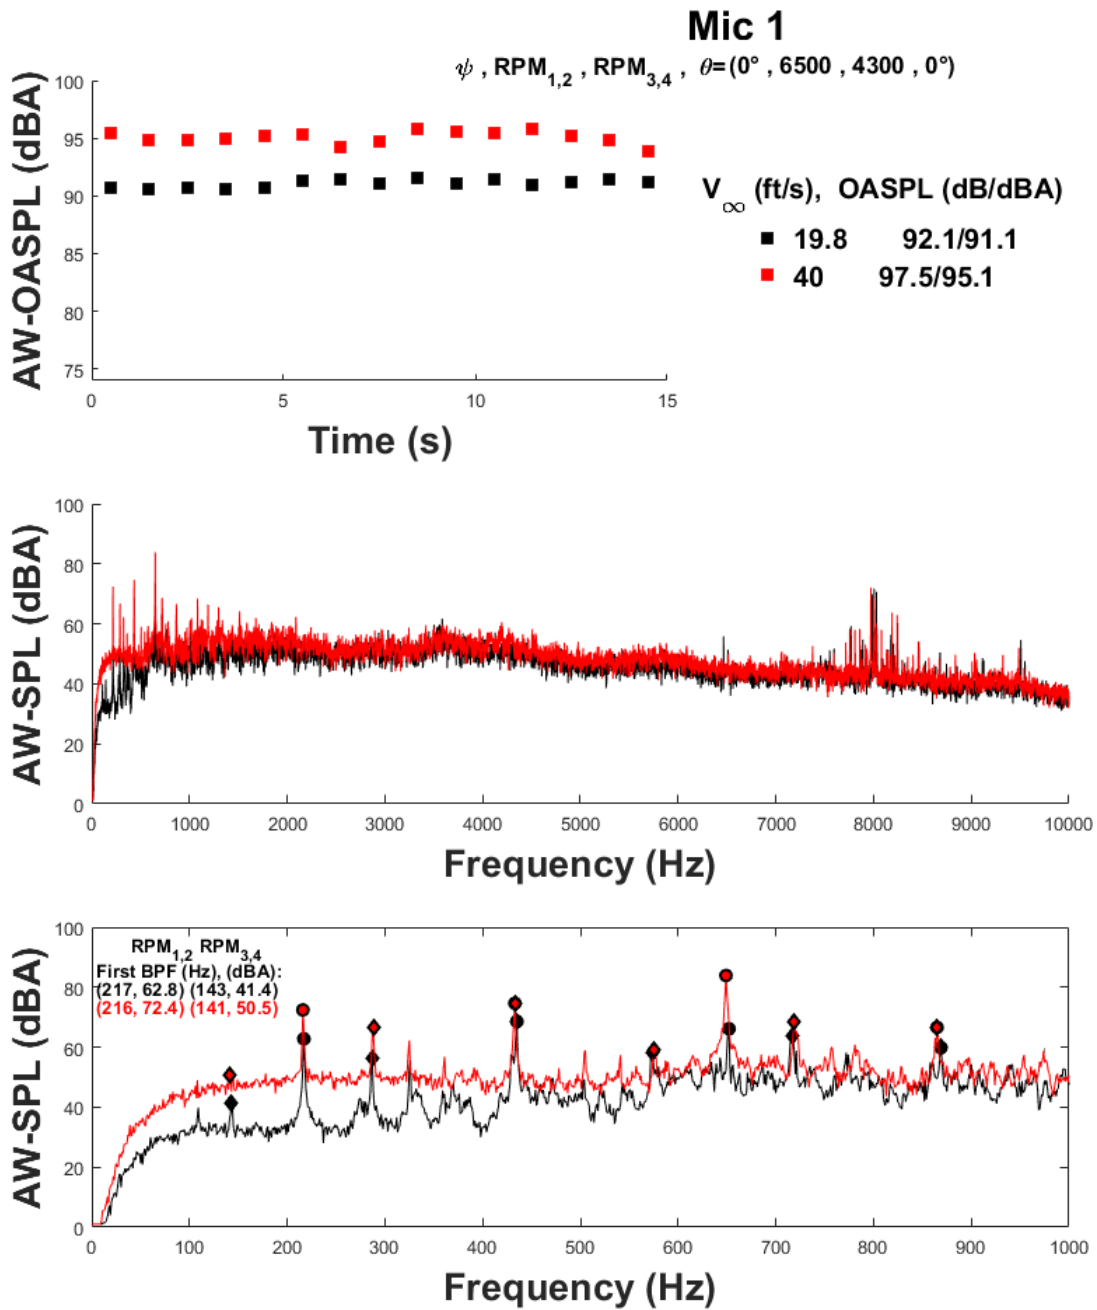 Mic 1
ψ , RPM1,2 , RPM3,4 , θ=(0° , 6500 , 4300 , 0°)
AW-OASPL (dBA)
100
95
90
85
80
75
0 5 10 15
Time (s)
V∞ (ft/s), OASPL (dB/dBA)
19.8 92.1/91.1
40 97.5/95.1
AW-SPL (dBA)
100
80
60
40
20
0
0 1000 2000 3000 4000 5000 6000 7000 8000 9000 10000
Frequency (Hz)
AW-SPL (dBA)
100
80
60
40
20
0
RPM1,2 RPM3,4
First BPF (Hz), (dBA):
(217, 62.8) (143, 41.4)
(216, 72.4) (141, 50.5)
0 100 200 300 400 500 600 700 800 900 1000
Frequency (Hz)